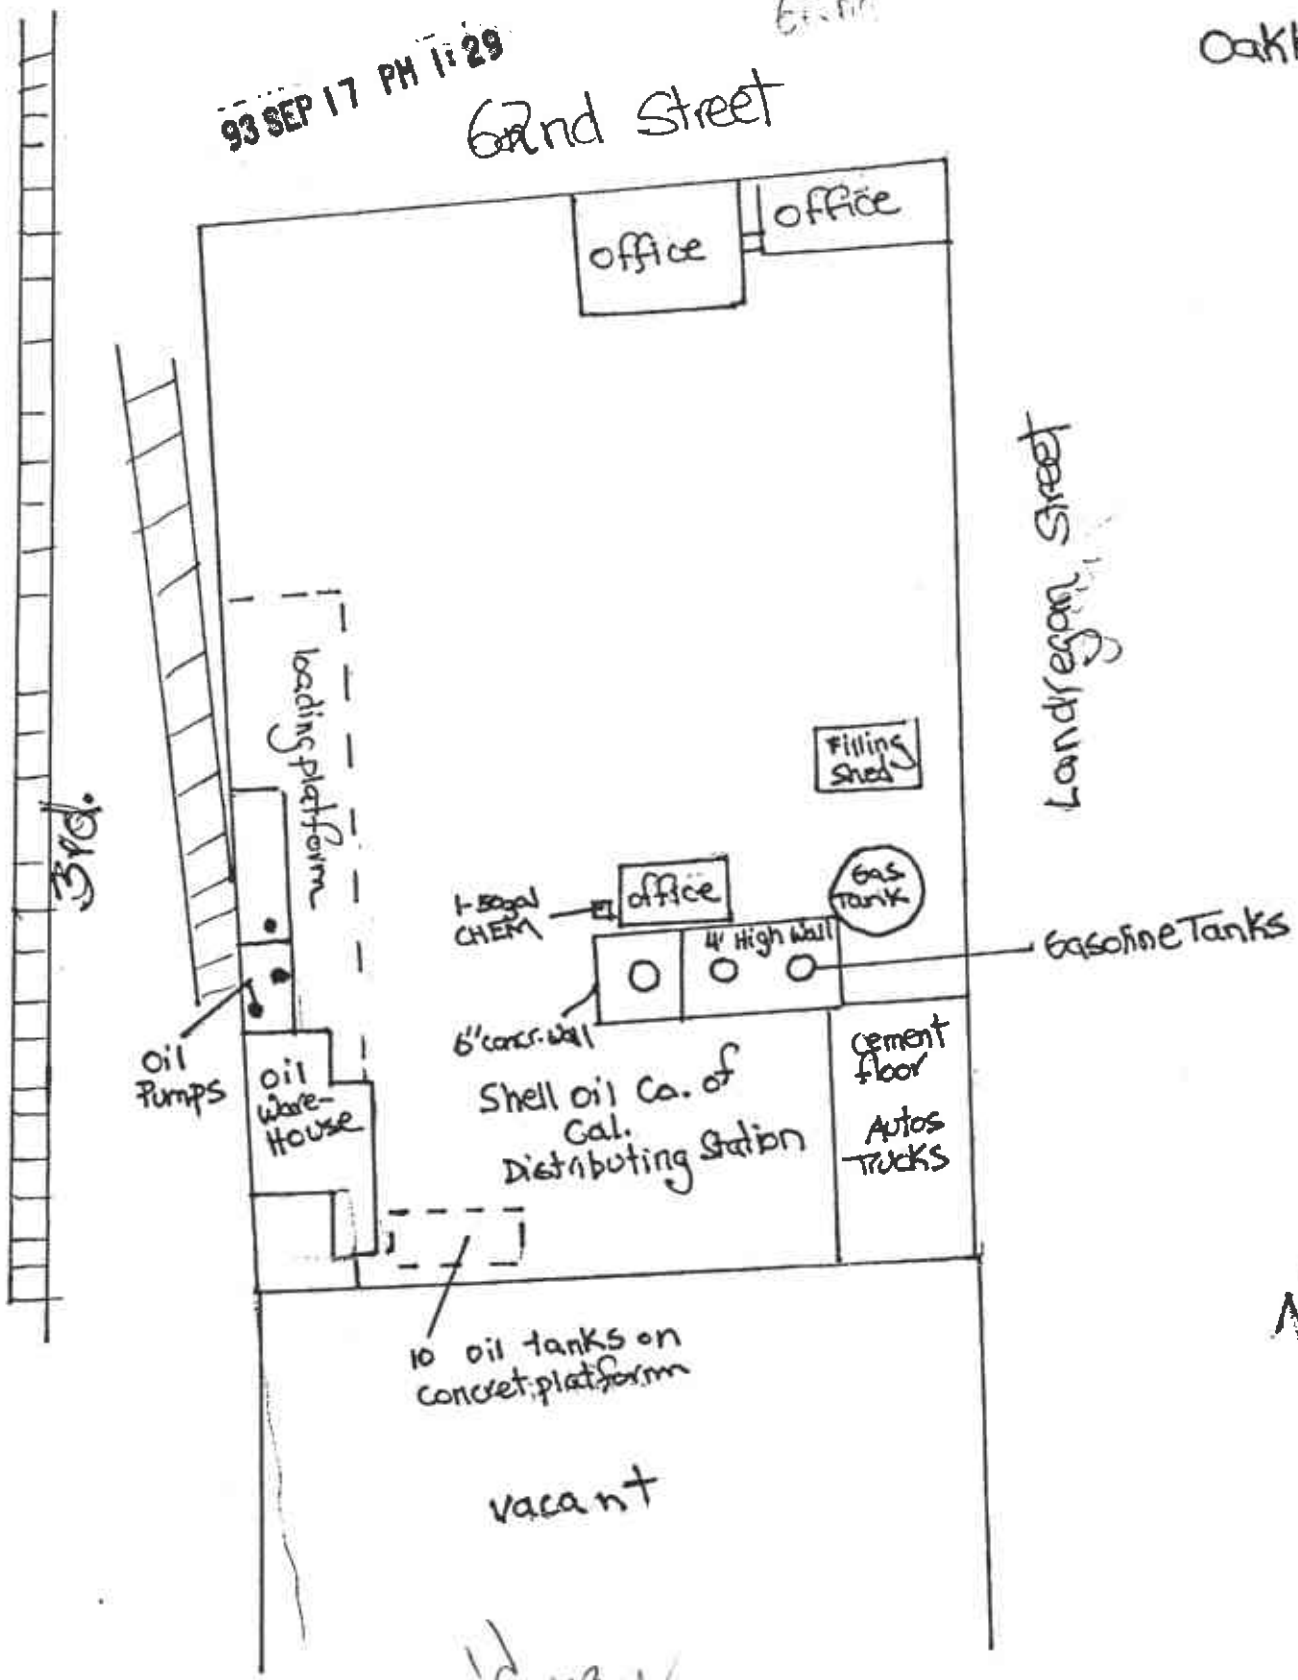 93 SEP 17 PM 1:29
62nd Street
office
office
Landregan Street
loading platform
Filling
Shed
3rd.
Gas
Tank
office
1-50gal
CHEM
4' High Wall
Gasoline Tanks
6" concr. wall
Oil
Pumps
oil
Ware-
House
Shell Oil Co. of
Cal.
Distributing Station
cement
floor
Autos
Trucks
10 oil tanks on
concret platform
vacant